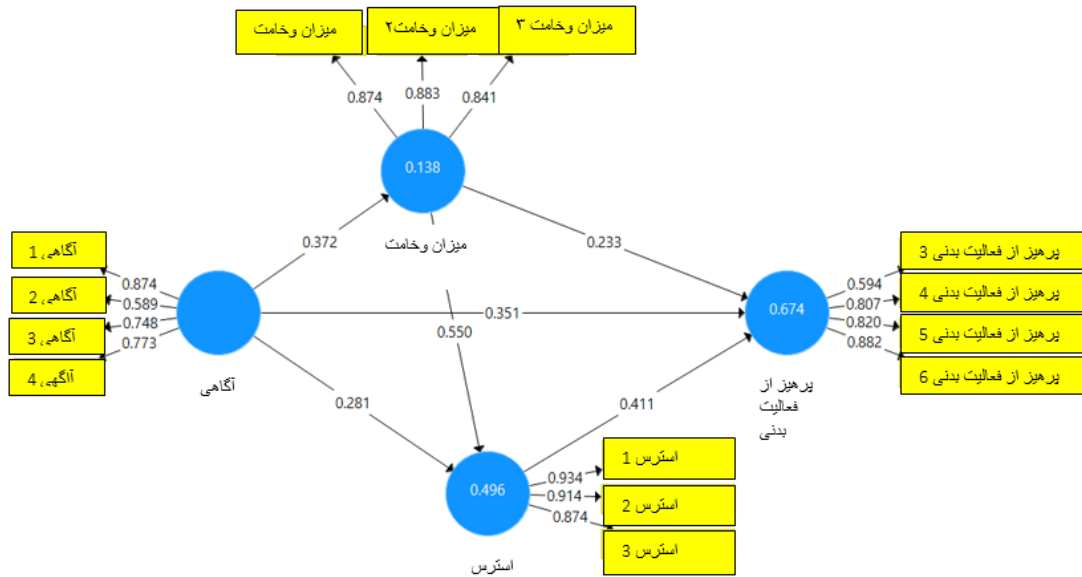 میزان وخامت
میزان وخامت۲
میزان وخامت ۳
0.874
0.883
0.841
0.138
میزان وخامت
0.372
0.233
آگاهی 1
آگاهی 2
آگاهی 3
آاگهی 4
0.874
0.589
0.748
0.773
آگاهی
0.351
0.550
0.281
0.411
0.674
پرهیز از
فعالیت
بدنی
0.594
0.807
0.820
0.882
پرهیز از فعالیت بدنی 3
پرهیز از فعالیت بدنی 4
پرهیز از فعالیت بدنی 5
پرهیز از فعالیت بدنی 6
0.496
استرس
0.934
0.914
0.874
استرس 1
استرس 2
استرس 3